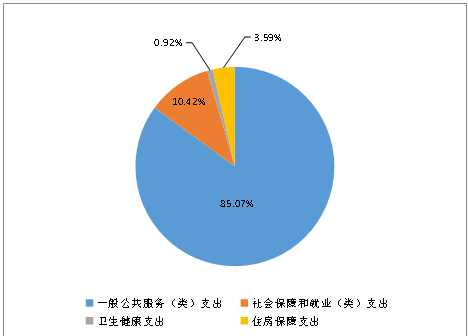 0.92%
3.59%
10.42%
85.07%
一般公共服务（类）支出 社会保障和就业（类）支出
卫生健康支出 住房保障支出